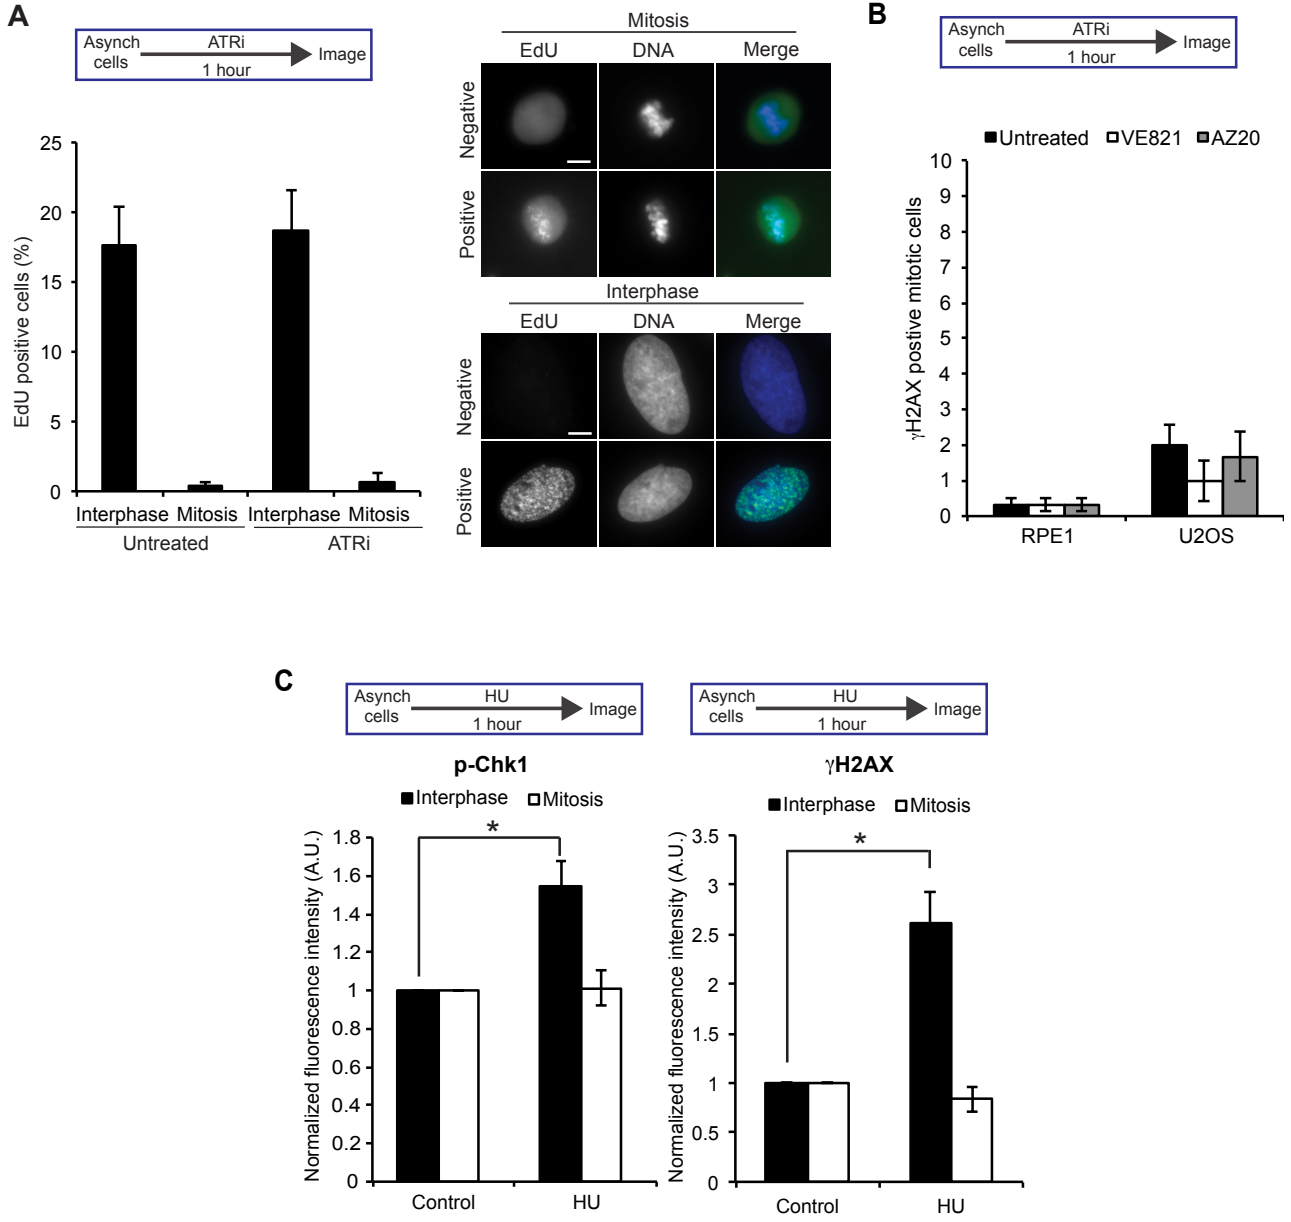 A
Asynch cells
ATRi
1 hour
Image
EdU positive cells (%)
25
20
15
10
5
0
Interphase Mitosis Interphase Mitosis
Untreated ATRi
Mitosis
EdU DNA Merge
Negative
Positive
Interphase
EdU DNA Merge
Negative
Positive
B
Asynch cells
ATRi
1 hour
Image
Untreated VE821 AZ20
γH2AX postive mitotic cells
10
9
8
7
6
5
4
3
2
1
0
RPE1 U2OS
C
Asynch cells
HU
1 hour
Image
p-Chk1
Interphase Mitosis
Normalized fluorescence intensity (A.U.)
1.8
1.6
1.4
1.2
1
0.8
0.6
0.4
0.2
0
*
Control HU
Asynch cells
HU
1 hour
Image
γH2AX
Interphase Mitosis
Normalized fluorescence intensity (A.U.)
3.5
3
2.5
2
1.5
1
0.5
0
*
Control HU